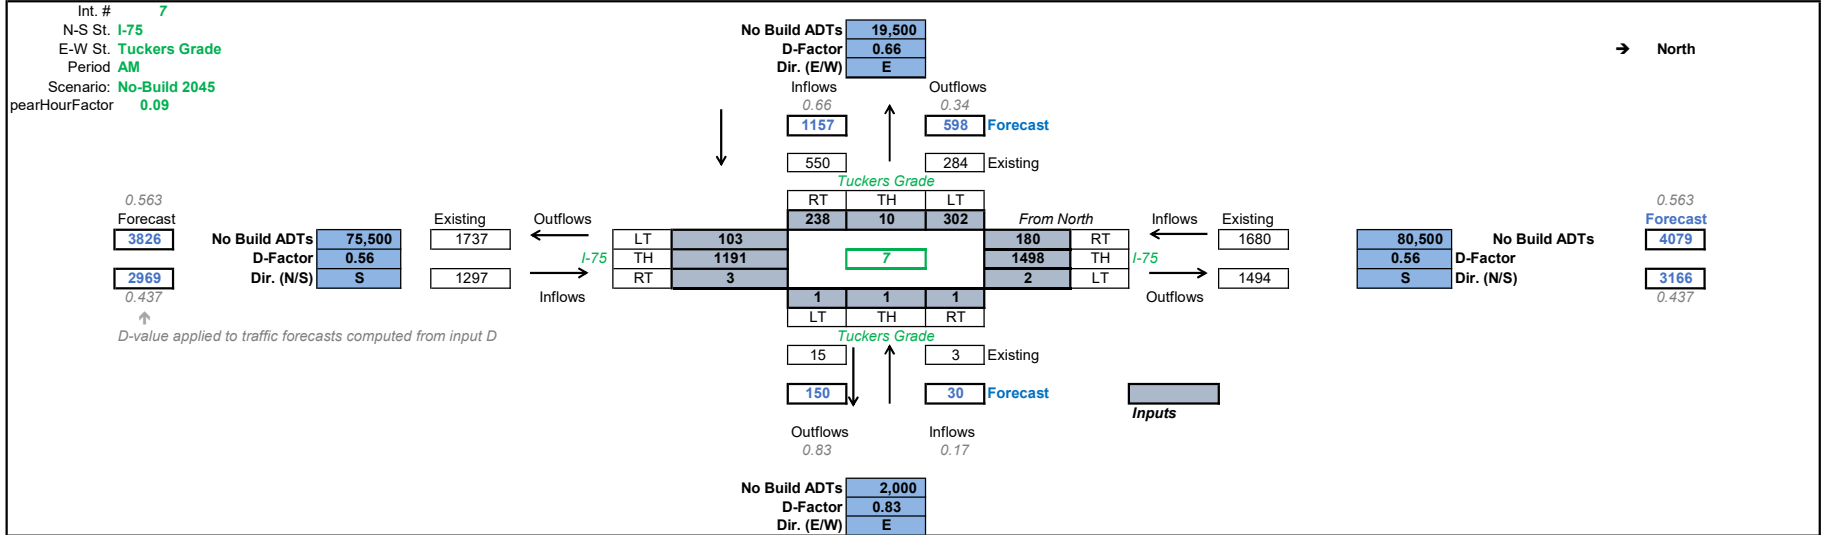 Int. # 7
N-S St. I-75
E-W St. Tuckers Grade
Period AM
Scenario: No-Build 2045
pearHourFactor 0.09
No Build ADTs 19,500
D-Factor 0.66
Dir. (E/W) E
→ North
Inflows Outflows
0.66 0.34
1157 598 Forecast
550 284 Existing
Tuckers Grade
RT TH LT
238 10 302
0.563
Forecast
3826
2969
0.437
D-value applied to traffic forecasts computed from input D
No Build ADTs 75,500
D-Factor 0.56
Dir. (N/S) S
Existing Outflows
1737
1297
Inflows
I-75
LT 103
TH 1191
RT 3
7
From North
180 RT
1498 TH
2 LT
I-75
Inflows Existing
1680
1494
Outflows
80,500 No Build ADTs
0.56 D-Factor
S Dir. (N/S)
0.563
Forecast
4079
3166
0.437
1 1 1
LT TH RT
Tuckers Grade
15 3 Existing
150 30 Forecast
Inputs
Outflows Inflows
0.83 0.17
No Build ADTs 2,000
D-Factor 0.83
Dir. (E/W) E